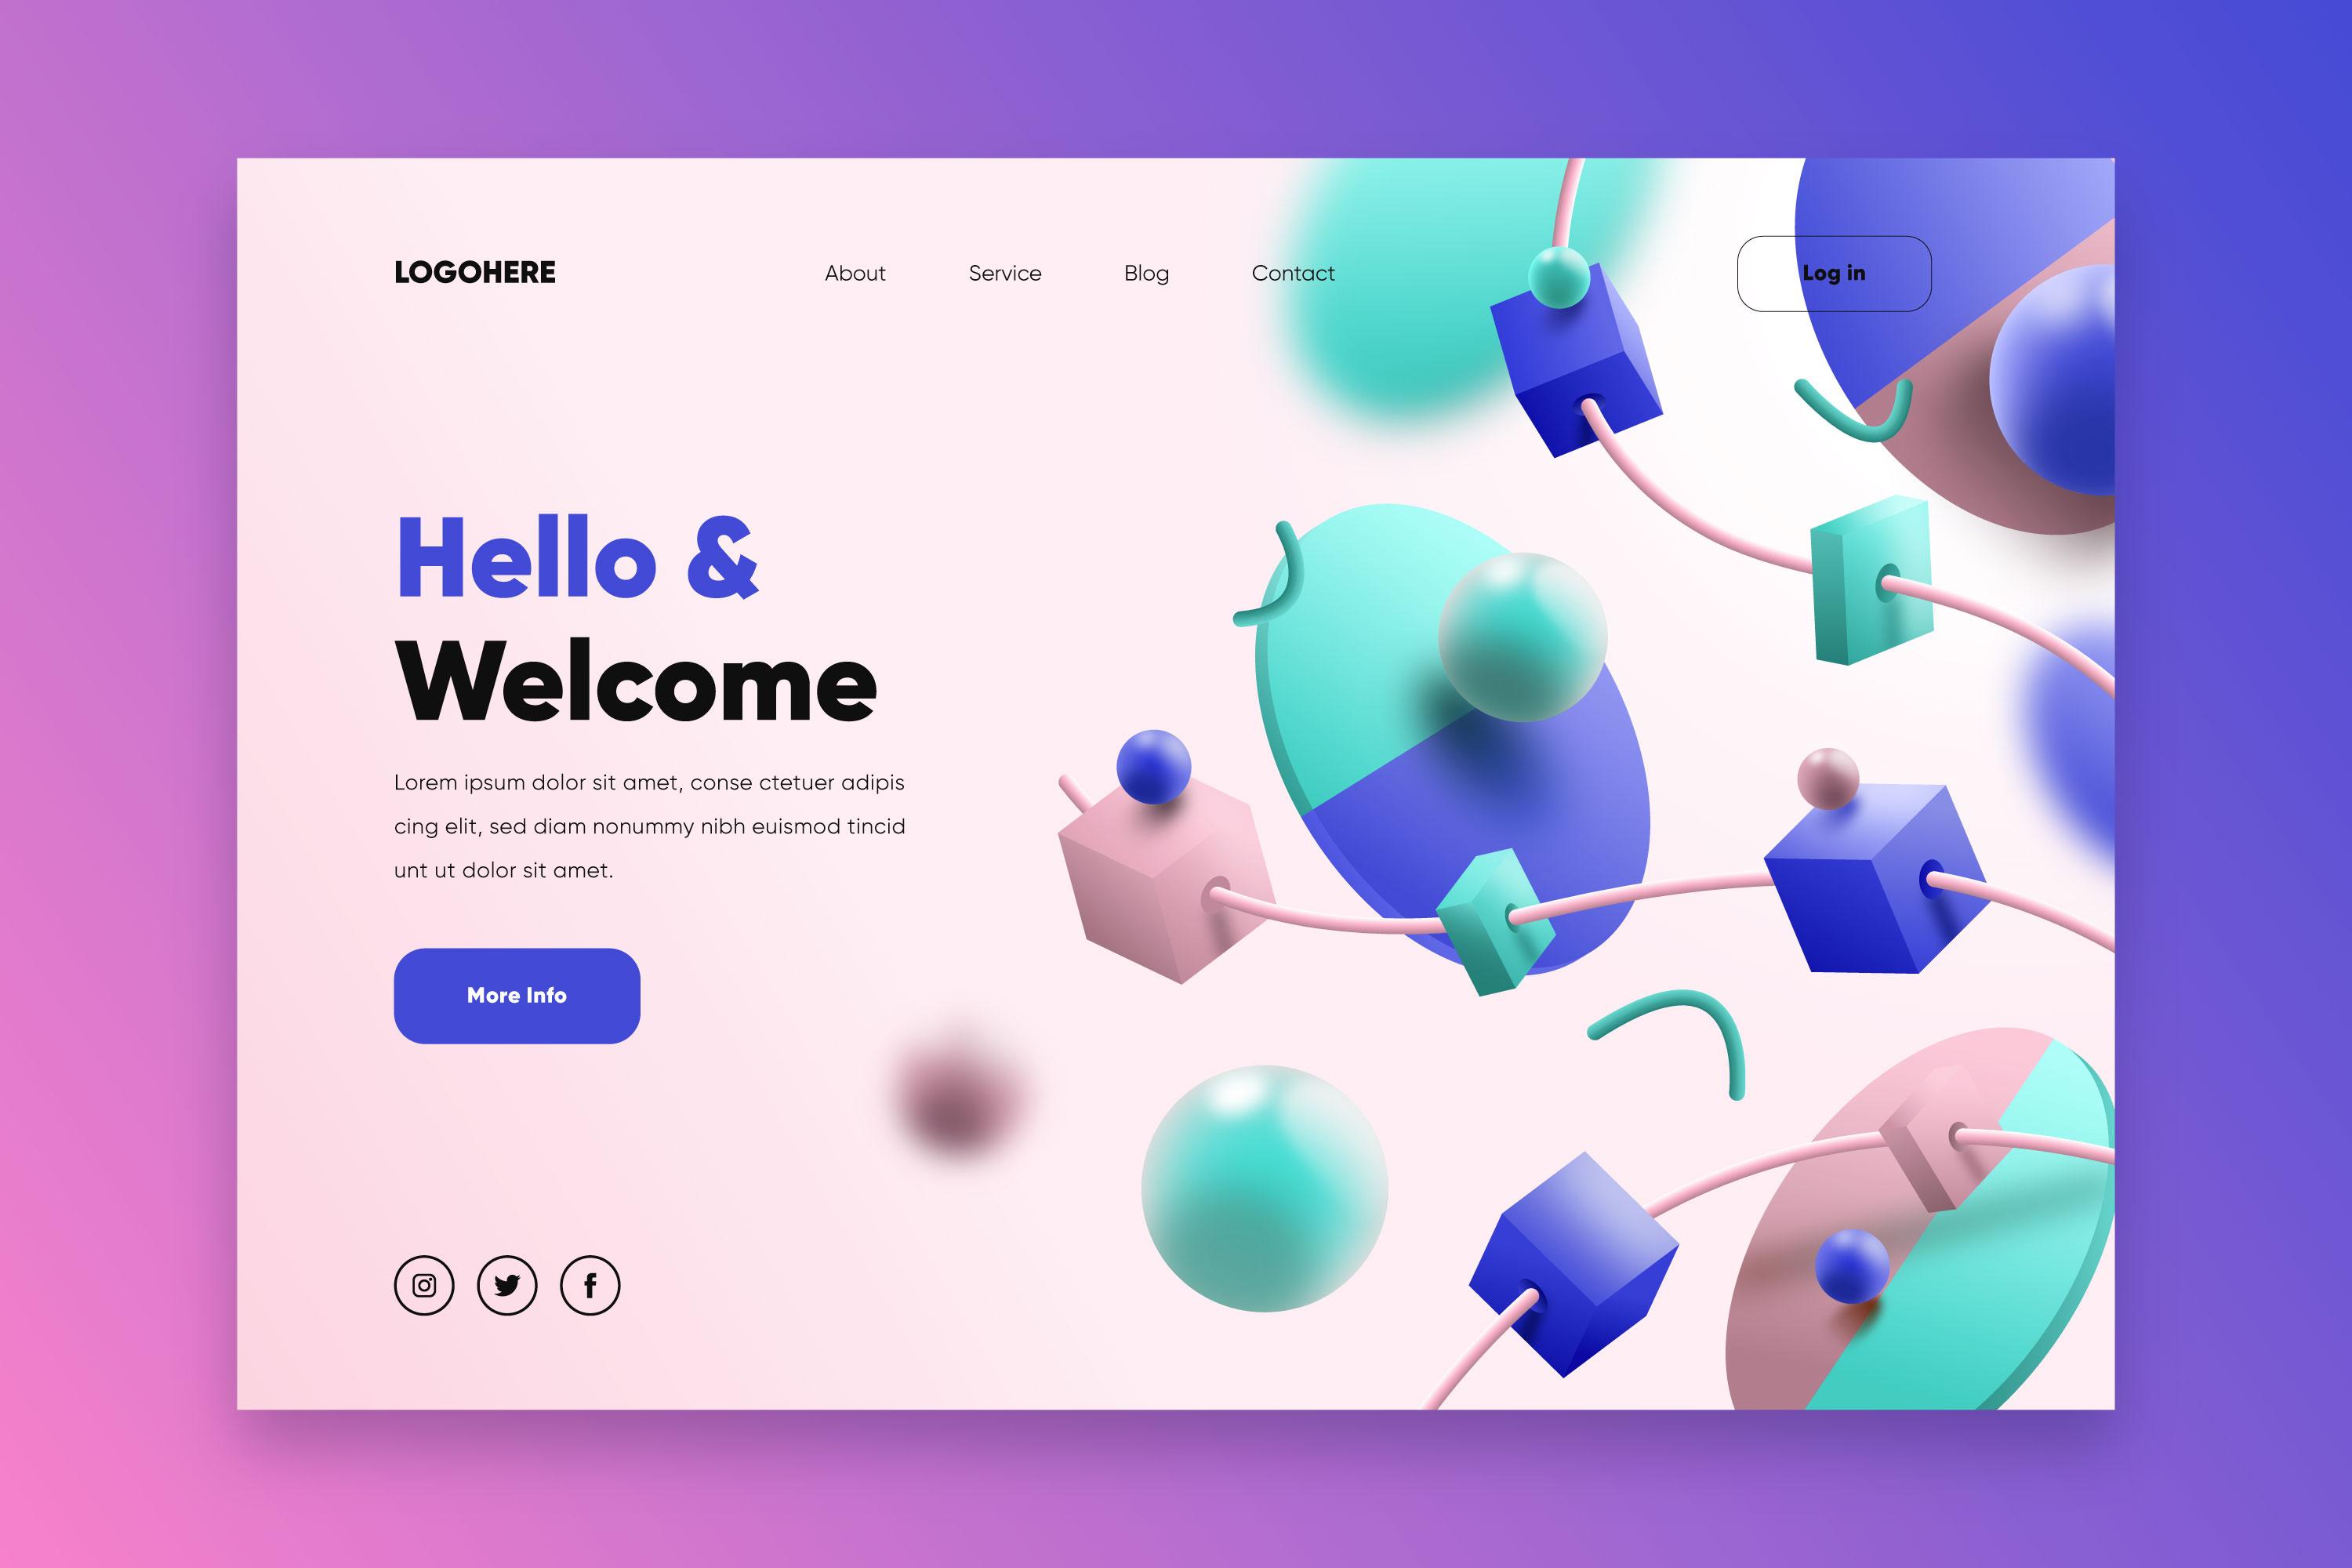 LOGOHERE
About Service Blog Contact
Log in
Hello &
Welcome
Lorem ipsum dolor sit amet, conse ctetuer adipis
cing elit, sed diam nonummy nibh euismod tincid
unt ut dolor sit amet.
More Info